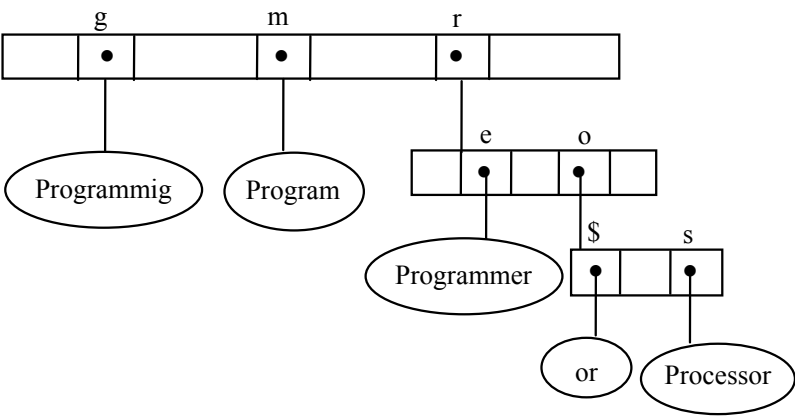 g m r
e o
Programmig Program
$ s
Programmer
or Processor